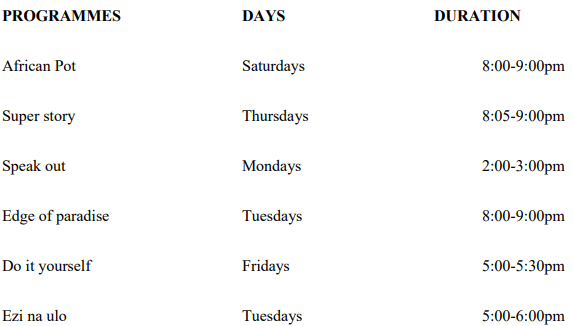 PROGRAMMES DAYS DURATION
African Pot Saturdays 8:00-9:00pm
Super story Thursdays 8:05-9:00pm
Speak out Mondays 2:00-3:00pm
Edge of paradise Tuesdays 8:00-9:00pm
Do it yourself Fridays 5:00-5:30pm
Ezi na ulo Tuesdays 5:00-6:00pm